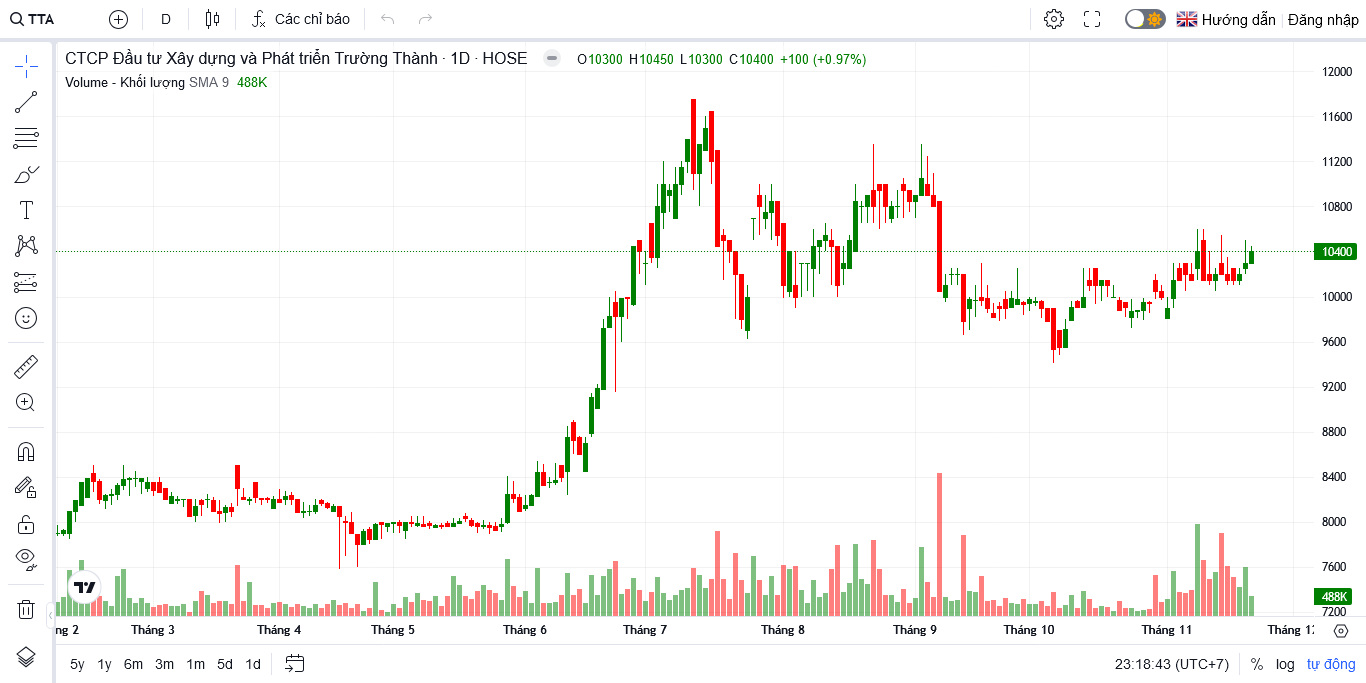 TTA D Các chỉ báo Hướng dẫn Đăng nhập
CTCP Đầu tư Xây dựng và Phát triển Trường Thành · 1D · HOSE O10300 H10450 L10300 C10400 +100 (+0.97%)
Volume - Khối lượng SMA 9 488K
12000
11600
11200
10800
10400
10000
9600
9200
8800
8400
8000
7600
488K
7200
ng 2 Tháng 3 Tháng 4 Tháng 5 Tháng 6 Tháng 7 Tháng 8 Tháng 9 Tháng 10 Tháng 11 Tháng 12
5y 1y 6m 3m 1m 5d 1d 23:18:43 (UTC+7) % log tự động